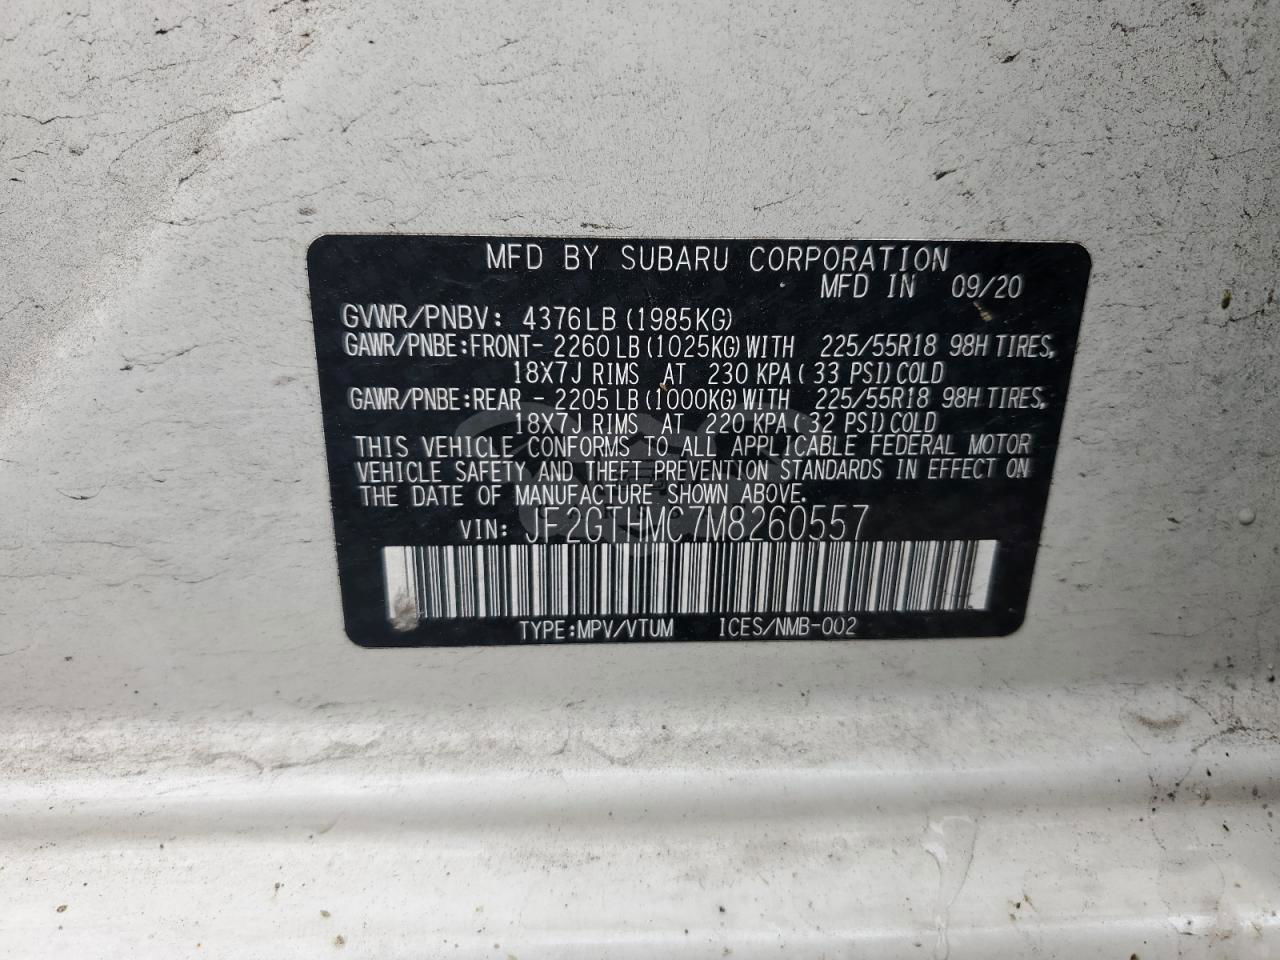 MFD BY SUBARU CORPORATION
MFD IN 09/20
GVWR/PNBV: 4376LB (1985KG)
GAWR/PNBE:FRONT- 2260 LB (1025KG) WITH 225/55R18 98H TIRES,
18X7J RIMS AT 230 KPA ( 33 PSI) COLD
GAWR/PNBE:REAR - 2205 LB (1000KG) WITH 225/55R18 98H TIRES,
18X7J RIMS AT 220 KPA ( 32 PSI) COLD
THIS VEHICLE CONFORMS TO ALL APPLICABLE FEDERAL MOTOR
VEHICLE SAFETY AND THEFT PREVENTION STANDARDS IN EFFECT ON
THE DATE OF MANUFACTURE SHOWN ABOVE.
VIN: JF2GTHMC7M8260557
TYPE:MPV/VTUM ICES/NMB-002